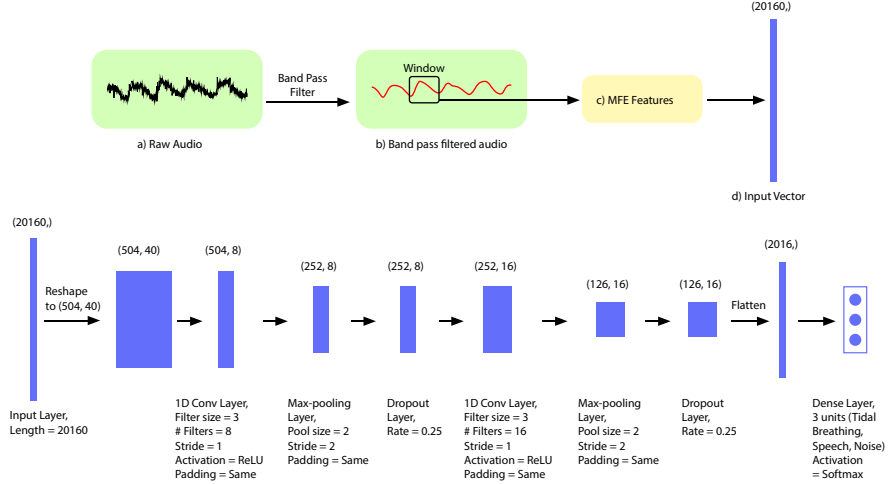 (20160,)
Band Pass
Filter
Window
c) MFE Features
a) Raw Audio
b) Band pass filtered audio
d) Input Vector
(20160,)
(504, 40)
(504, 8)
(252, 8)
(252, 8)
(252, 16)
(126, 16)
(126, 16)
(2016,)
Reshape
to (504, 40)
Flatten
Input Layer,
Length = 20160
1D Conv Layer,
Filter size = 3
# Filters = 8
Stride = 1
Activation = ReLU
Padding = Same
Max-pooling
Layer,
Pool size = 2
Stride = 2
Padding = Same
Dropout
Layer,
Rate = 0.25
1D Conv Layer,
Filter size = 3
# Filters = 16
Stride = 1
Activation = ReLU
Padding = Same
Max-pooling
Layer,
Pool size = 2
Stride = 2
Padding = Same
Dropout
Layer,
Rate = 0.25
Dense Layer,
3 units (Tidal
Breathing,
Speech, Noise)
Activation
= Softmax